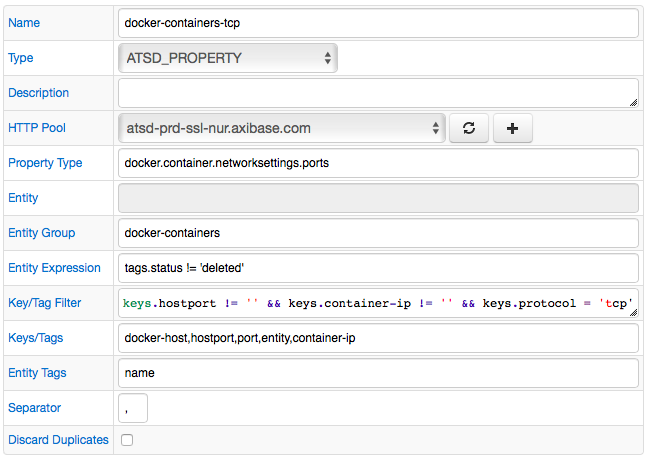 Name docker-containers-tcp
Type ATSD_PROPERTY
Description
HTTP Pool atsd-prd-ssl-nur.axibase.com
Property Type docker.container.networksettings.ports
Entity
Entity Group docker-containers
Entity Expression tags.status != 'deleted'
Key/Tag Filter keys.hostport != '' && keys.container-ip != '' && keys.protocol = 'tcp'
Keys/Tags docker-host,hostport,port,entity,container-ip
Entity Tags name
Separator ,
Discard Duplicates